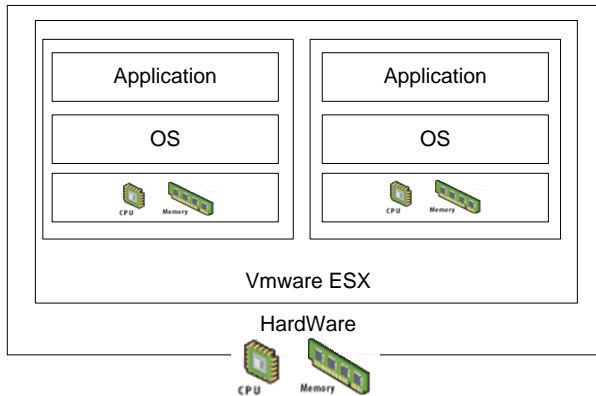 Application
Application
OS
OS
CPU Memory
CPU Memory
Vmware ESX
HardWare
CPU Memory